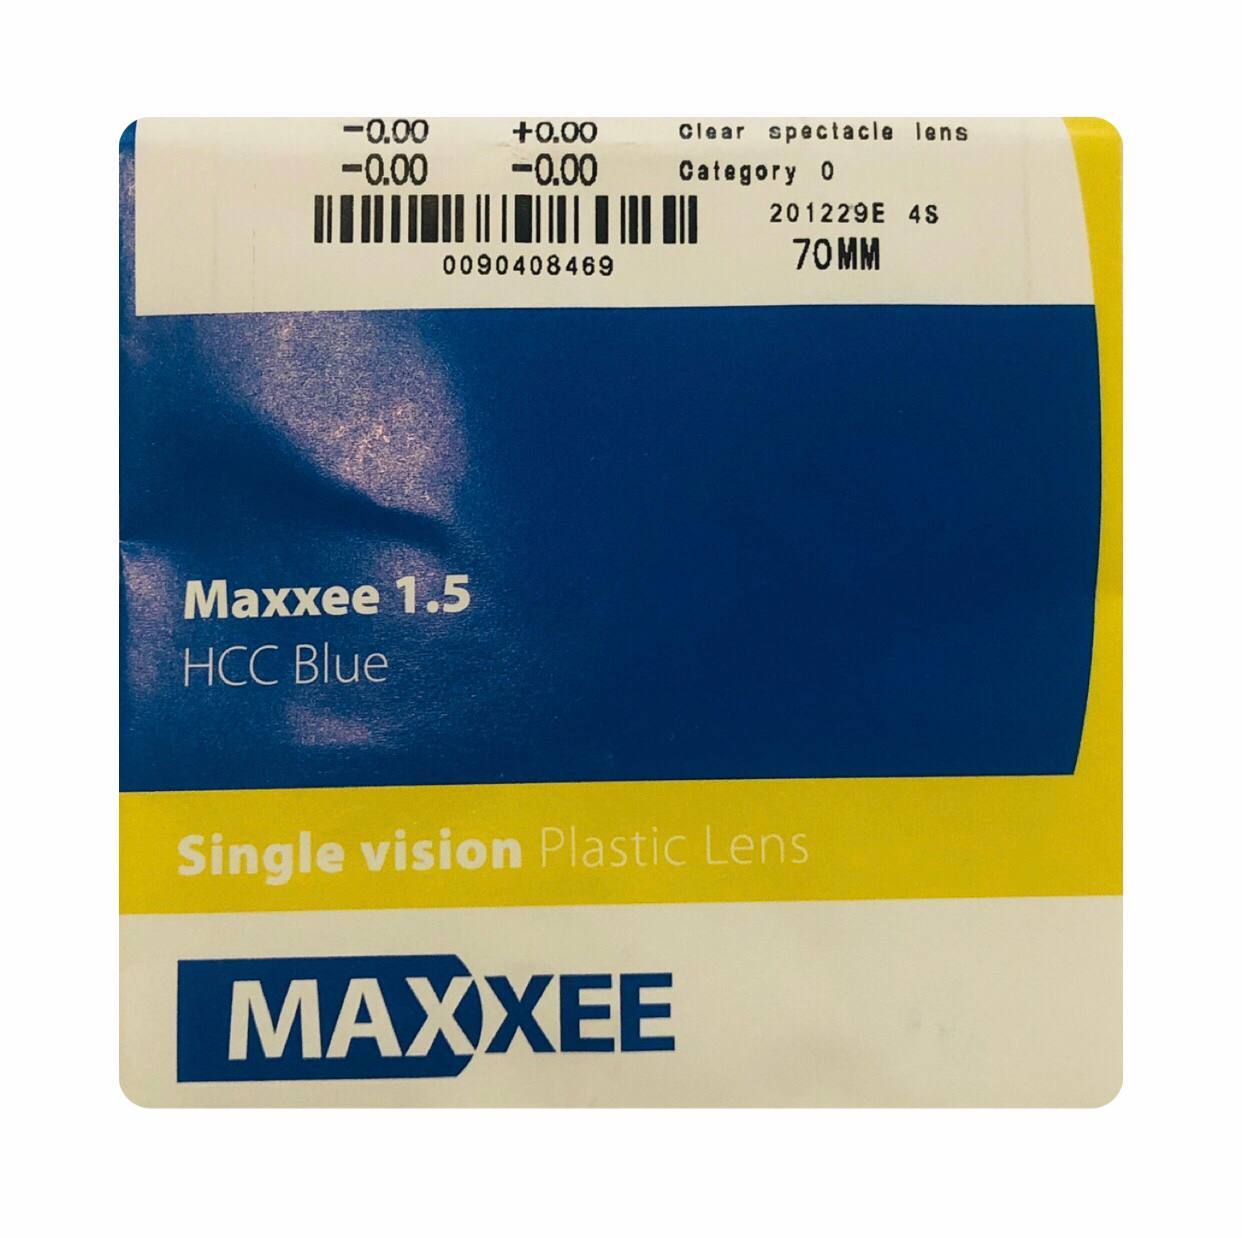 -0.00 +0.00 Clear spectacle lens
-0.00 -0.00 Category 0
201229E 4S
0090408469 70MM
Maxxee 1.5
HCC Blue
Single vision Plastic Lens
MAXXEE